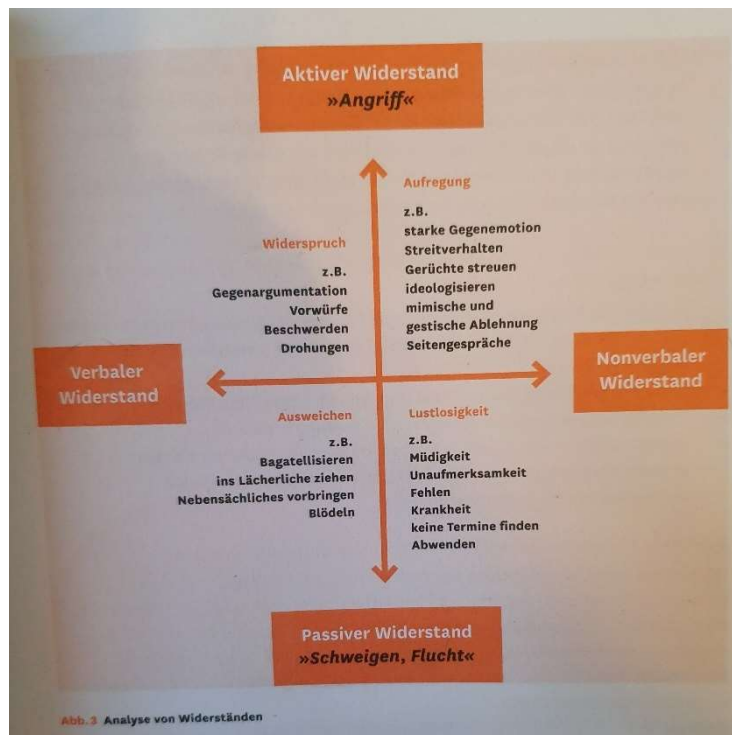 Aktiver Widerstand
»Angriff«
Aufregung
z.B.
starke Gegenemotion
Streitverhalten
Gerüchte streuen
ideologisieren
mimische und
gestische Ablehnung
Seitengespräche
Widerspruch
z.B.
Gegenargumentation
Vorwürfe
Beschwerden
Drohungen
Verbaler
Widerstand
Nonverbaler
Widerstand
Ausweichen
z.B.
Bagatellisieren
ins Lächerliche ziehen
Nebensächliches vorbringen
Blödeln
Lustlosigkeit
z.B.
Müdigkeit
Unaufmerksamkeit
Fehlen
Krankheit
keine Termine finden
Abwenden
Passiver Widerstand
»Schweigen, Flucht«
Abb.3 Analyse von Widerständen